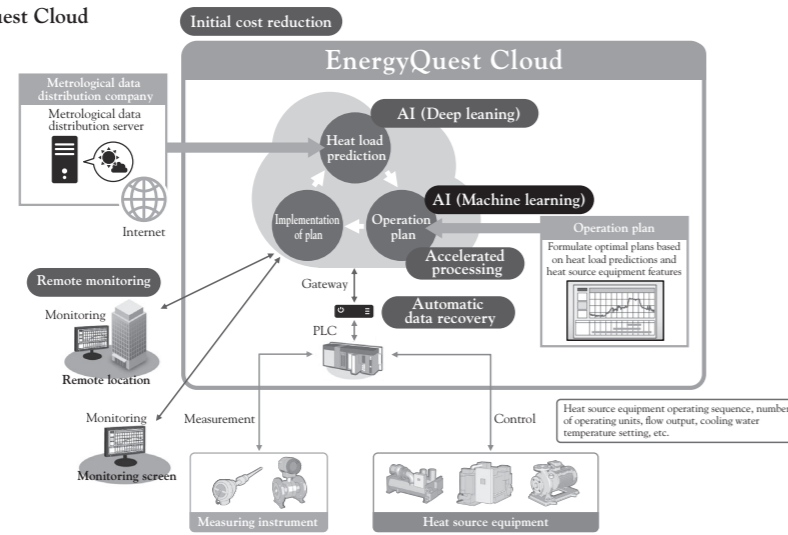 uest Cloud
Initial cost reduction
EnergyQuest Cloud
Metrological data
distribution company
Metrological data
distribution server
Internet
AI (Deep leaning)
Heat load
prediction
AI (Machine learning)
Implementation
of plan
Operation
plan
Accelerated
processing
Operation plan
Formulate optimal plans based
on heat load predictions and
heat source equipment features
Gateway
Automatic
data recovery
PLC
Remote monitoring
Monitoring
Remote location
Monitoring
Monitoring screen
Measurement
Control
Heat source equipment operating sequence, number
of operating units, flow output, cooling water
temperature setting, etc.
Measuring instrument
Heat source equipment